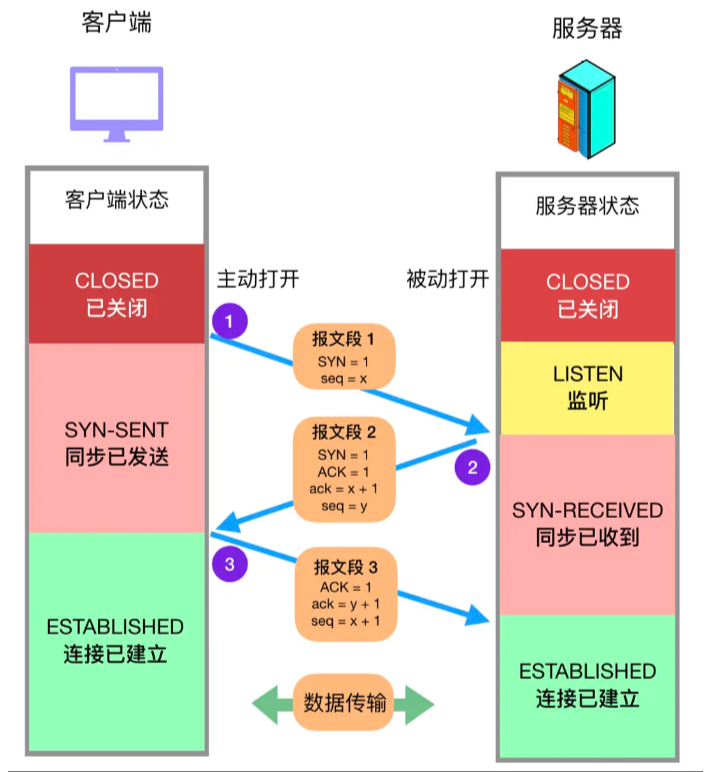 客户端
服务器
客户端状态
服务器状态
CLOSED
已关闭
主动打开
被动打开
CLOSED
已关闭
1
报文段 1
SYN = 1
seq = x
LISTEN
监听
SYN-SENT
同步已发送
报文段 2
SYN = 1
ACK = 1
ack = x + 1
seq = y
2
SYN-RECEIVED
同步已收到
3
报文段 3
ACK = 1
ack = y + 1
seq = x + 1
ESTABLISHED
连接已建立
ESTABLISHED
连接已建立
数据传输